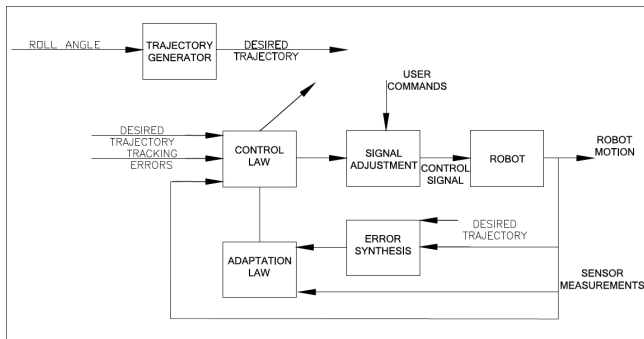 ROLL ANGLE
TRAJECTORY
GENERATOR
DESIRED
TRAJECTORY
USER
COMMANDS
DESIRED
TRAJECTORY
TRACKING
ERRORS
CONTROL
LAW
SIGNAL
ADJUSTMENT
CONTROL
SIGNAL
ROBOT
ROBOT
MOTION
ADAPTATION
LAW
ERROR
SYNTHESIS
DESIRED
TRAJECTORY
SENSOR
MEASUREMENTS